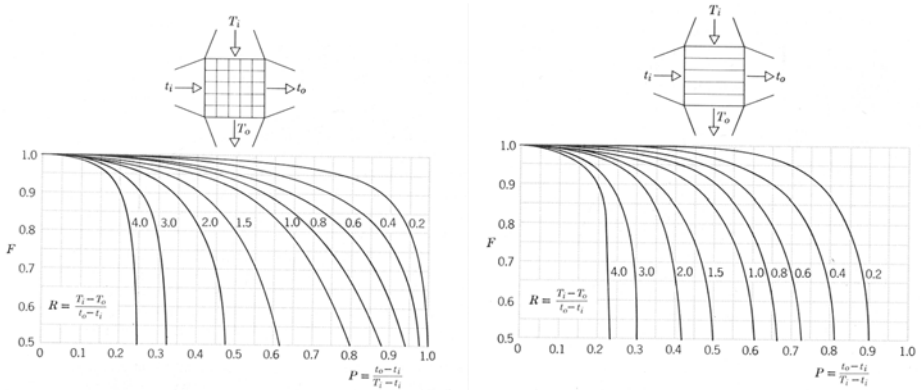 T_i
t_i
t_o
T_o
1.0
0.9
0.8
0.7
0.6
0.5
F
4.0 3.0 2.0 1.5 1.0 0.8 0.6 0.4 0.2
R = \frac{T_i - T_o}{t_o - t_i}
0 0.1 0.2 0.3 0.4 0.5 0.6 0.7 0.8 0.9 1.0
P = \frac{t_o - t_i}{T_i - t_i}
T_i
t_i
t_o
T_o
1.0
0.9
0.8
0.7
0.6
0.5
F
4.0 3.0 2.0 1.5 1.0 0.8 0.6 0.4 0.2
R = \frac{T_i - T_o}{t_o - t_i}
0 0.1 0.2 0.3 0.4 0.5 0.6 0.7 0.8 0.9 1.0
P = \frac{t_o - t_i}{T_i - t_i}